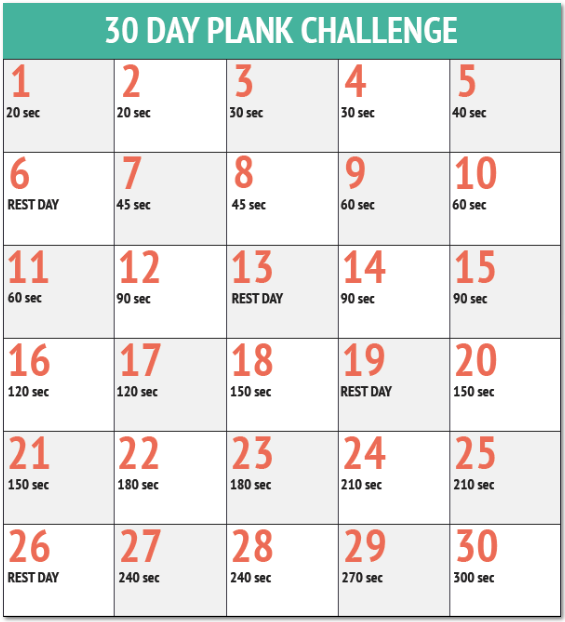 30 DAY PLANK CHALLENGE
1 2 3 4 5
20 sec 20 sec 30 sec 30 sec 40 sec
6 7 8 9 10
REST DAY 45 sec 45 sec 60 sec 60 sec
11 12 13 14 15
60 sec 90 sec REST DAY 90 sec 90 sec
16 17 18 19 20
120 sec 120 sec 150 sec REST DAY 150 sec
21 22 23 24 25
150 sec 180 sec 180 sec 210 sec 210 sec
26 27 28 29 30
REST DAY 240 sec 240 sec 270 sec 300 sec